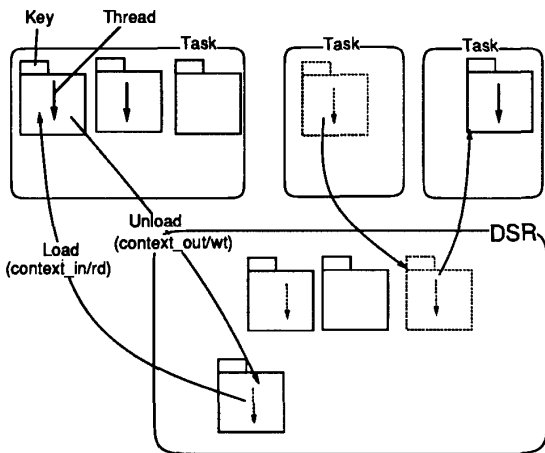 Key
Thread
Task
Task
Task
Unload
(context_out/wt)
DSR
Load
(context_in/rd)